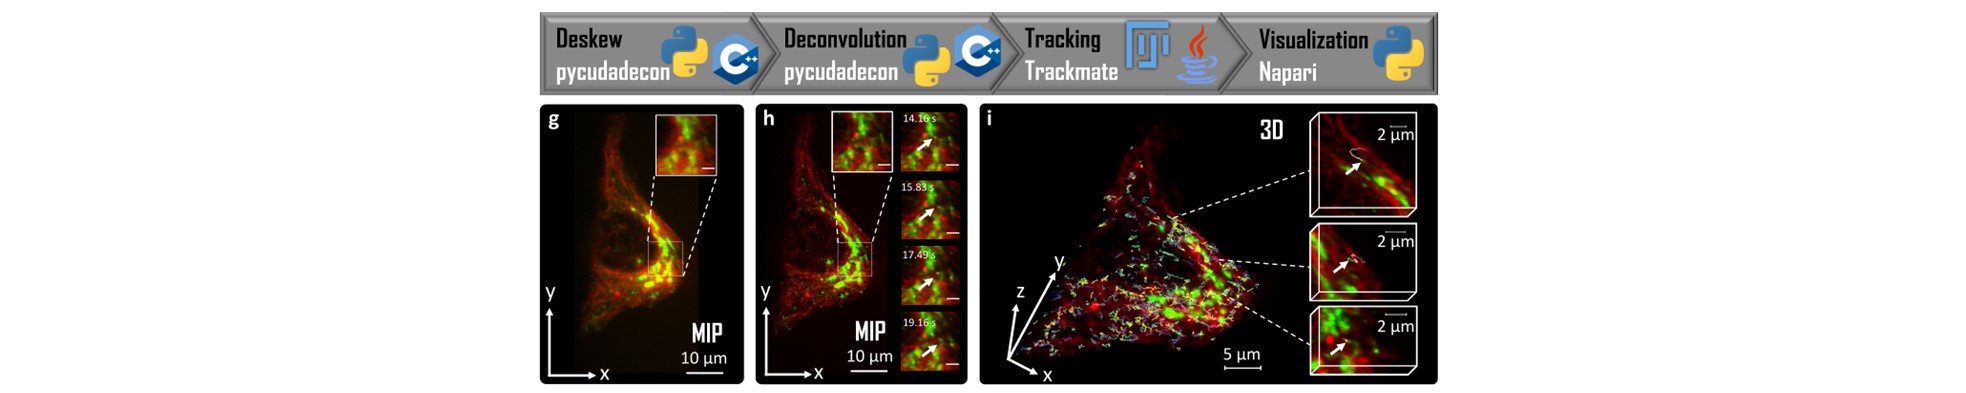 Deskew
pycudadecon
C++
Deconvolution
pycudadecon
C++
Tracking
Trackmate
Visualization
Napari
g
y
x
MIP
10 µm
h
14.16 s
15.83 s
17.49 s
19.16 s
y
x
MIP
10 µm
i
3D
y
z
x
5 µm
2 µm
2 µm
2 µm